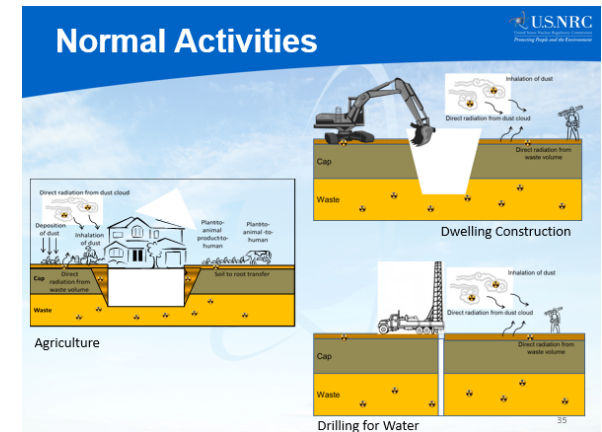 Normal Activities
U.S.NRC
United States Nuclear Regulatory Commission
Protecting People and the Environment
Inhalation of dust
Direct radiation from dust cloud
Direct radiation from
waste volume
Cap
Waste
Dwelling Construction
Direct radiation from dust cloud
Deposition
of dust
Inhalation
of dust
Plant-to-
animal
product-to-
human
Plant-to-
animal -to-
human
Cap
Direct
radiation from
waste volume
Soil to root transfer
Waste
Agriculture
Inhalation of dust
Direct radiation from dust cloud
Direct radiation from
waste volume
Cap
Waste
Drilling for Water
35